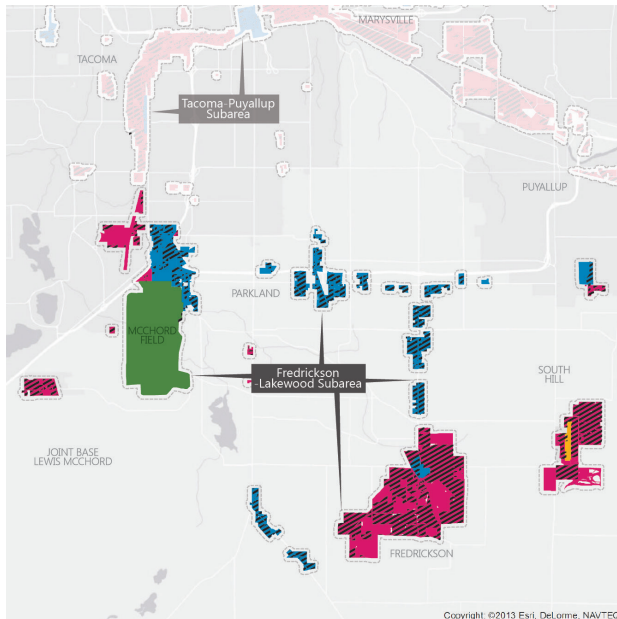 MARYSVILLE
TACOMA
Tacoma-Puyallup
Subarea
PUYALLUP
PARKLAND
MCCHORD
FIELD
Fredrickson
-Lakewood Subarea
SOUTH
HILL
JOINT BASE
LEWIS MCCHORD
FREDRICKSON
Copyright: ©2013 Esri, DeLorme, NAVTEQ